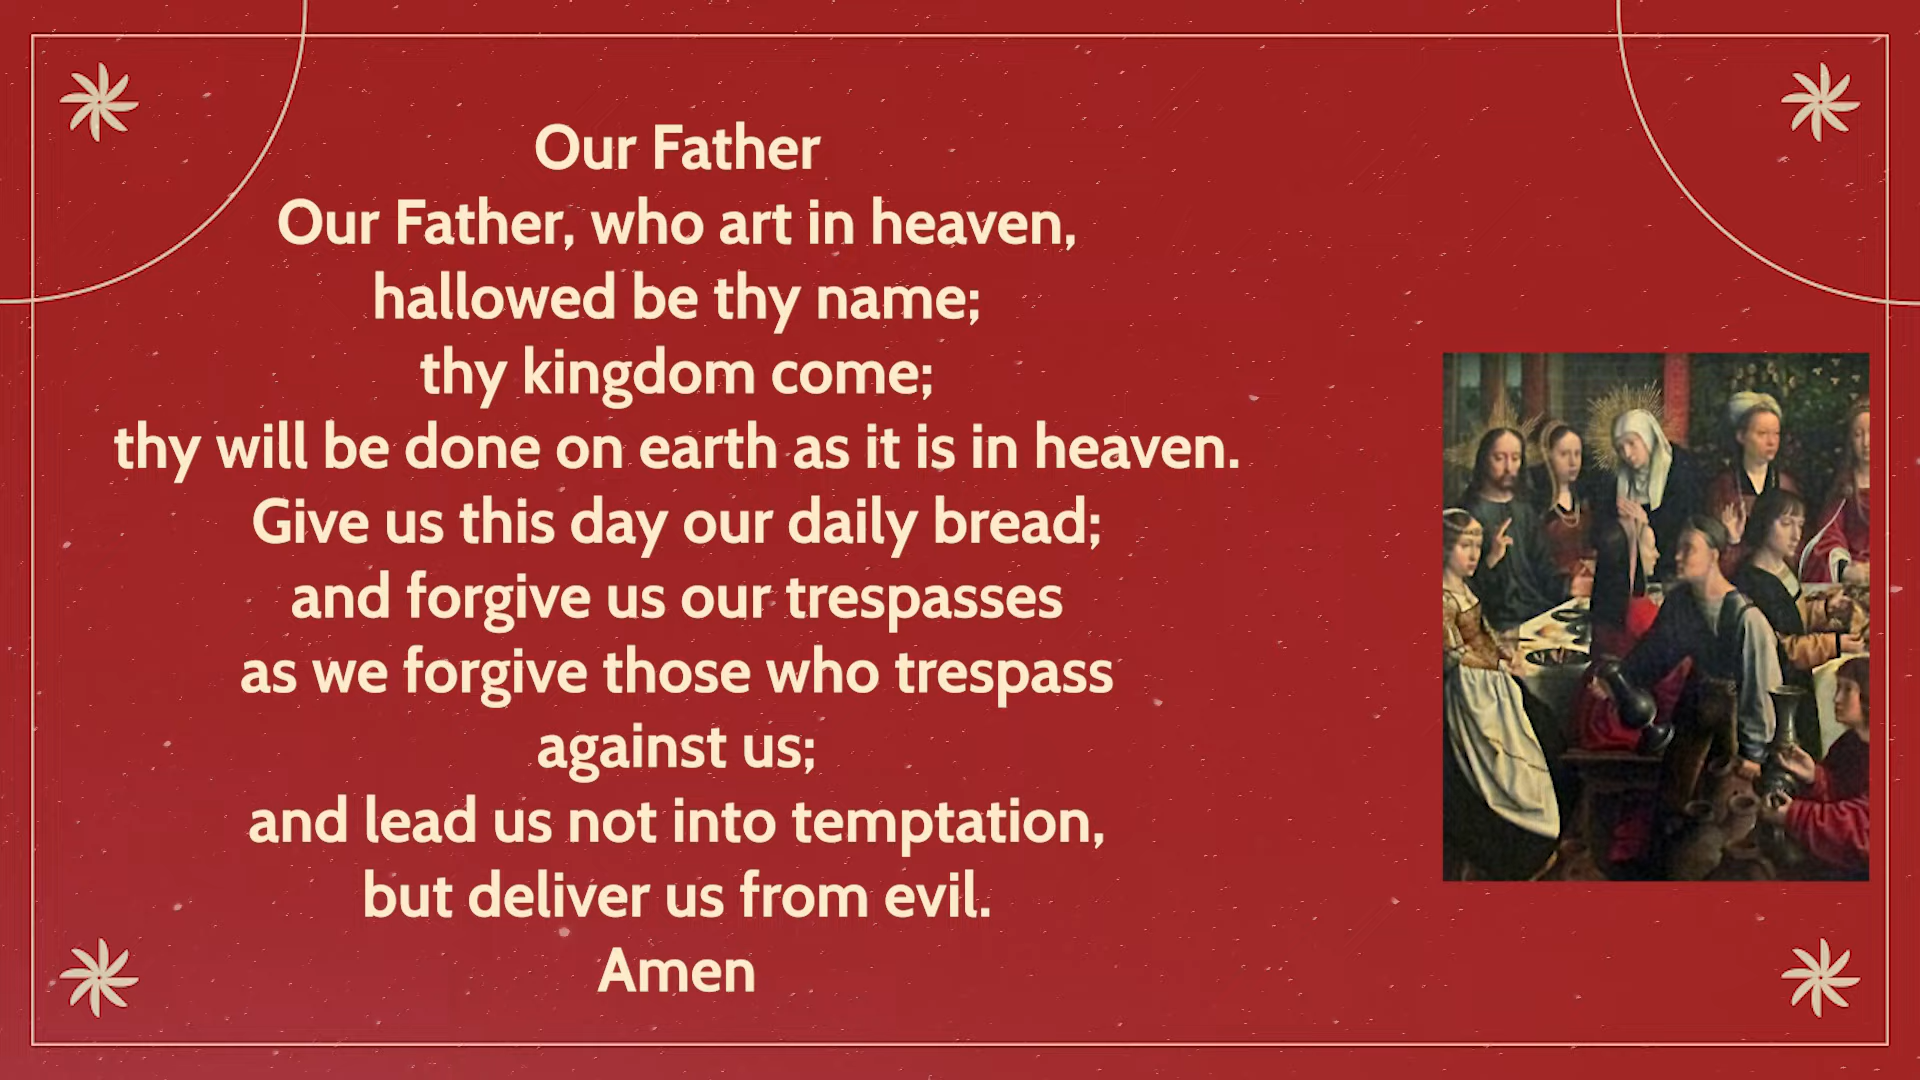 Our Father
Our Father, who art in heaven,
hallowed be thy name;
thy kingdom come;
thy will be done on earth as it is in heaven.
Give us this day our daily bread;
and forgive us our trespasses
as we forgive those who trespass
against us;
and lead us not into temptation,
but deliver us from evil.
Amen